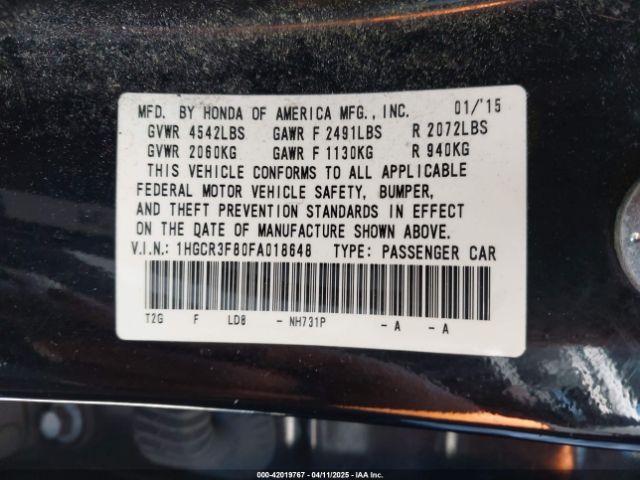 MFD. BY HONDA OF AMERICA MFG., INC. 01/'15
GVWR 4542LBS GAWR F 2491LBS R 2072LBS
GVWR 2060KG GAWR F 1130KG R 940KG
THIS VEHICLE CONFORMS TO ALL APPLICABLE
FEDERAL MOTOR VEHICLE SAFETY, BUMPER,
AND THEFT PREVENTION STANDARDS IN EFFECT
ON THE DATE OF MANUFACTURE SHOWN ABOVE.
V.I.N.: 1HGCR3F80FA018648 TYPE: PASSENGER CAR
T2G F LD8 - NH731P - A - A
000-42019767 - 04/11/2025 - IAA Inc.